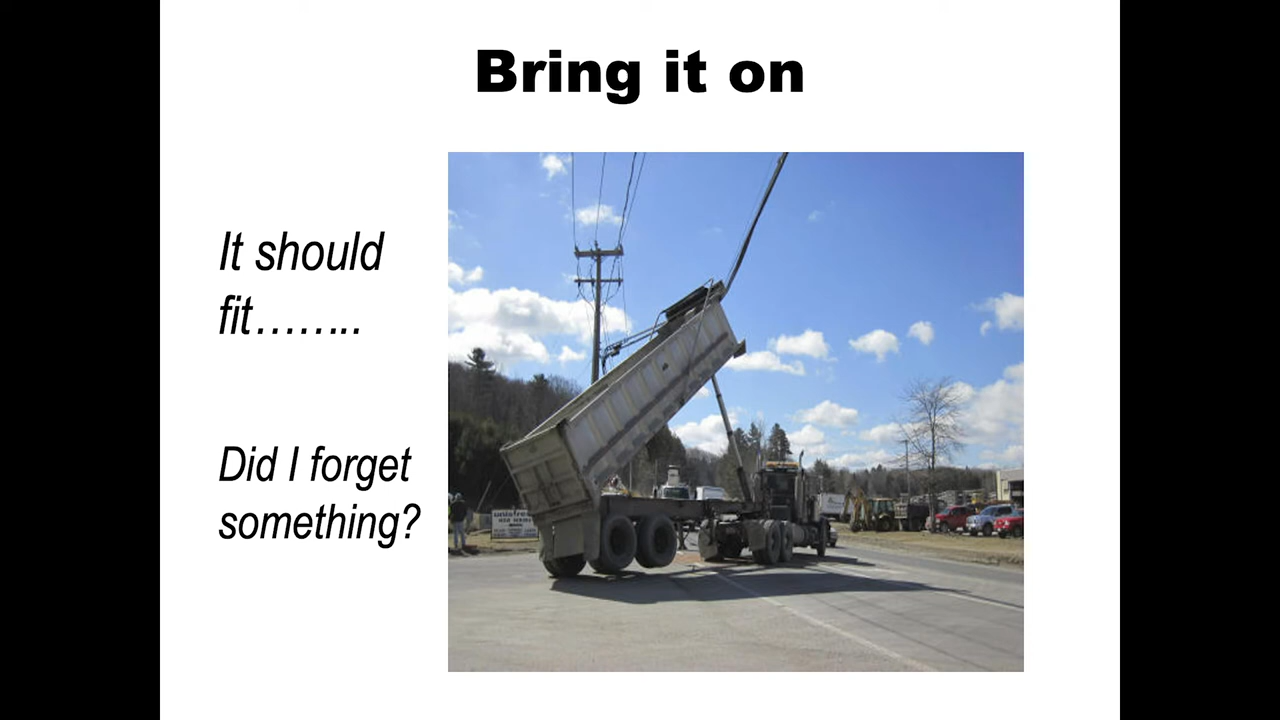 Bring it on
It should
fit……..
Did I forget
something?